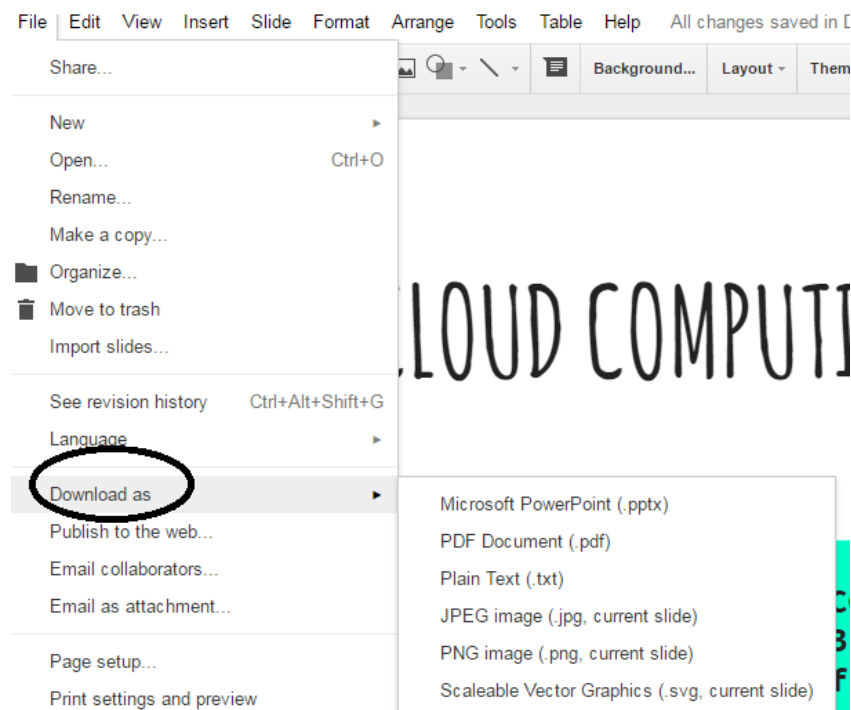 File Edit View Insert Slide Format Arrange Tools Table Help All changes saved in
Share...
Background... Layout
New
Open... Ctrl+O
Rename...
Make a copy...
Organize...
Move to trash
Import slides...
CLOUD
See revision history Ctrl+Alt+Shift+G
Language
Download as
Publish to the web...
Email collaborators...
Email as attachment...
Page setup...
Print settings and preview
Microsoft PowerPoint (.pptx)
PDF Document (.pdf)
Plain Text (.txt)
JPEG image (.jpg, current slide)
PNG image (.png, current slide)
Scaleable Vector Graphics (.svg, current slide)